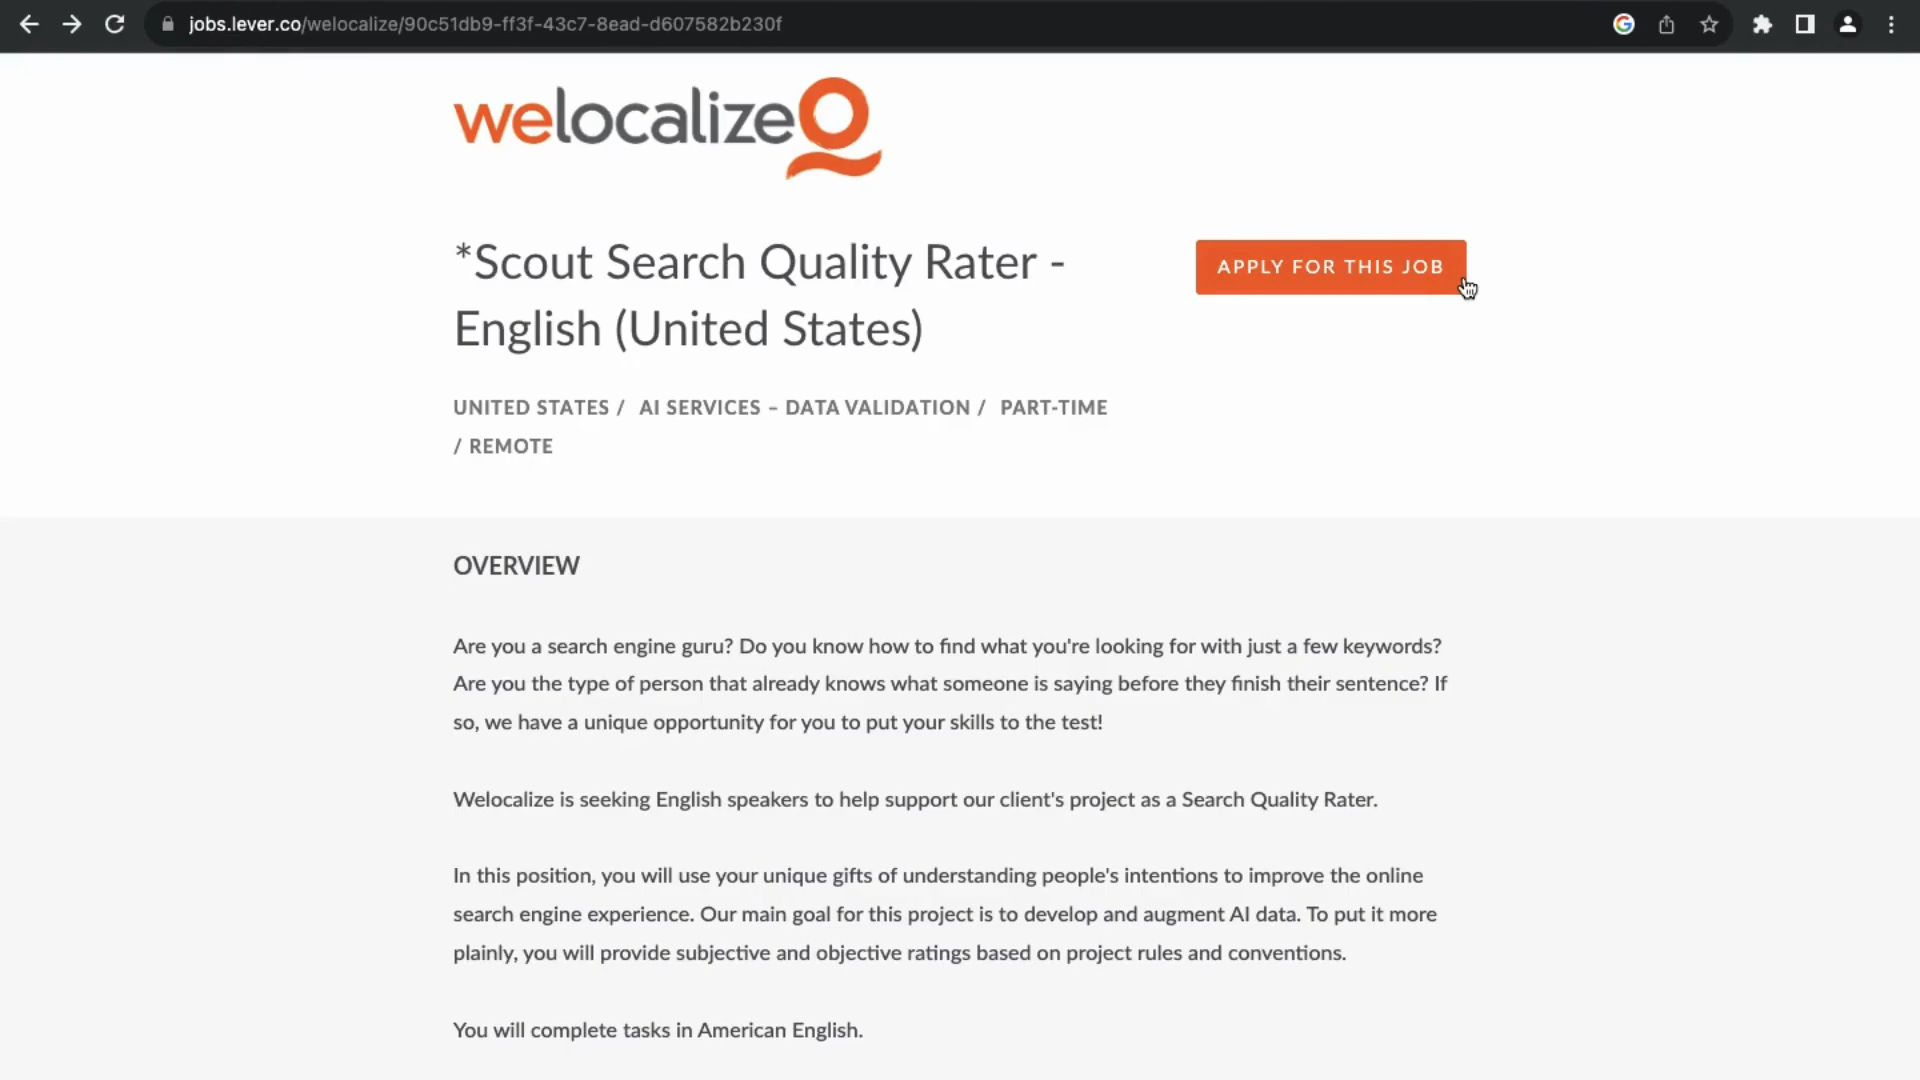 jobs.lever.co/welocalize/90c51db9-ff3f-43c7-8ead-d607582b230f
welocalize
*Scout Search Quality Rater -
English (United States)
APPLY FOR THIS JOB
UNITED STATES / AI SERVICES – DATA VALIDATION / PART-TIME
/ REMOTE
OVERVIEW
Are you a search engine guru? Do you know how to find what you're looking for with just a few keywords?
Are you the type of person that already knows what someone is saying before they finish their sentence? If
so, we have a unique opportunity for you to put your skills to the test!
Welocalize is seeking English speakers to help support our client's project as a Search Quality Rater.
In this position, you will use your unique gifts of understanding people's intentions to improve the online
search engine experience. Our main goal for this project is to develop and augment AI data. To put it more
plainly, you will provide subjective and objective ratings based on project rules and conventions.
You will complete tasks in American English.